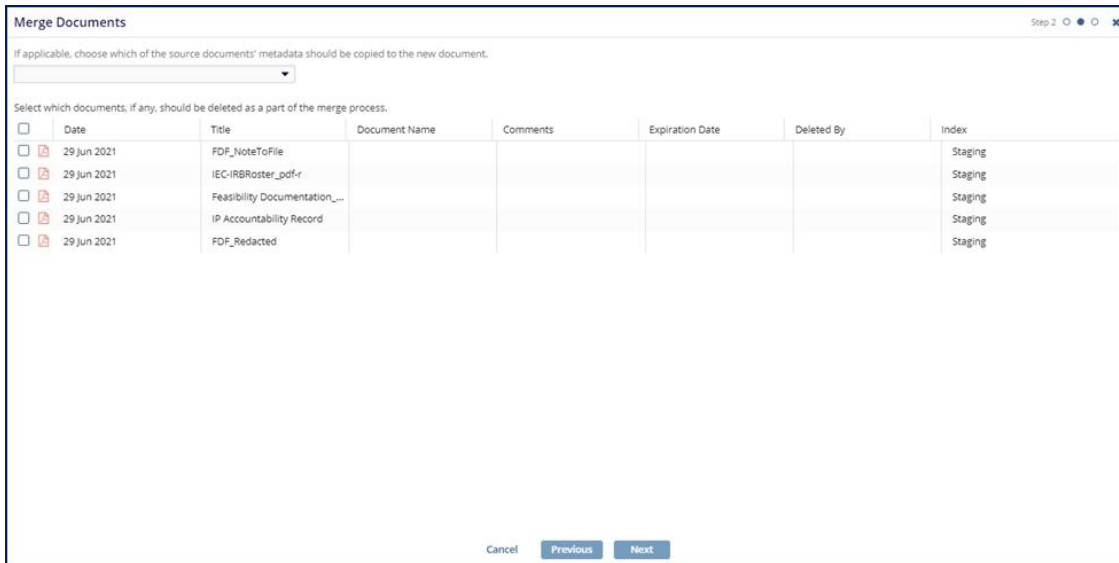 Merge Documents Step 2
If applicable, choose which of the source documents' metadata should be copied to the new document.
Select which documents, if any, should be deleted as a part of the merge process.
Date Title Document Name Comments Expiration Date Deleted By Index
29 Jun 2021 FDF_NoteToFile Staging
29 Jun 2021 IEC-IRBRoster_pdf-r Staging
29 Jun 2021 Feasibility Documentation_... Staging
29 Jun 2021 IP Accountability Record Staging
29 Jun 2021 FDF_Redacted Staging
Cancel Previous Next